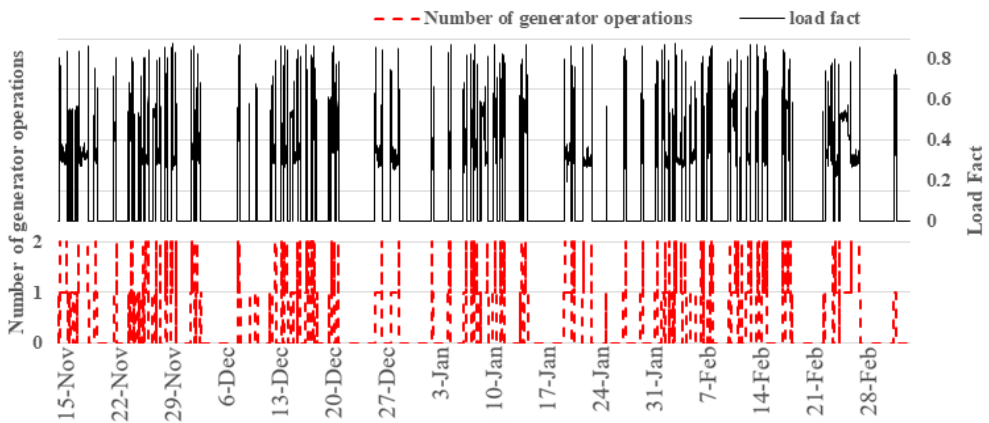 Number of generator operations load fact
Number of generator operations
0.8
0.6
0.4
0.2
0
Load Fact
2
1
0
15-Nov
22-Nov
29-Nov
6-Dec
13-Dec
20-Dec
27-Dec
3-Jan
10-Jan
17-Jan
24-Jan
31-Jan
7-Feb
14-Feb
21-Feb
28-Feb